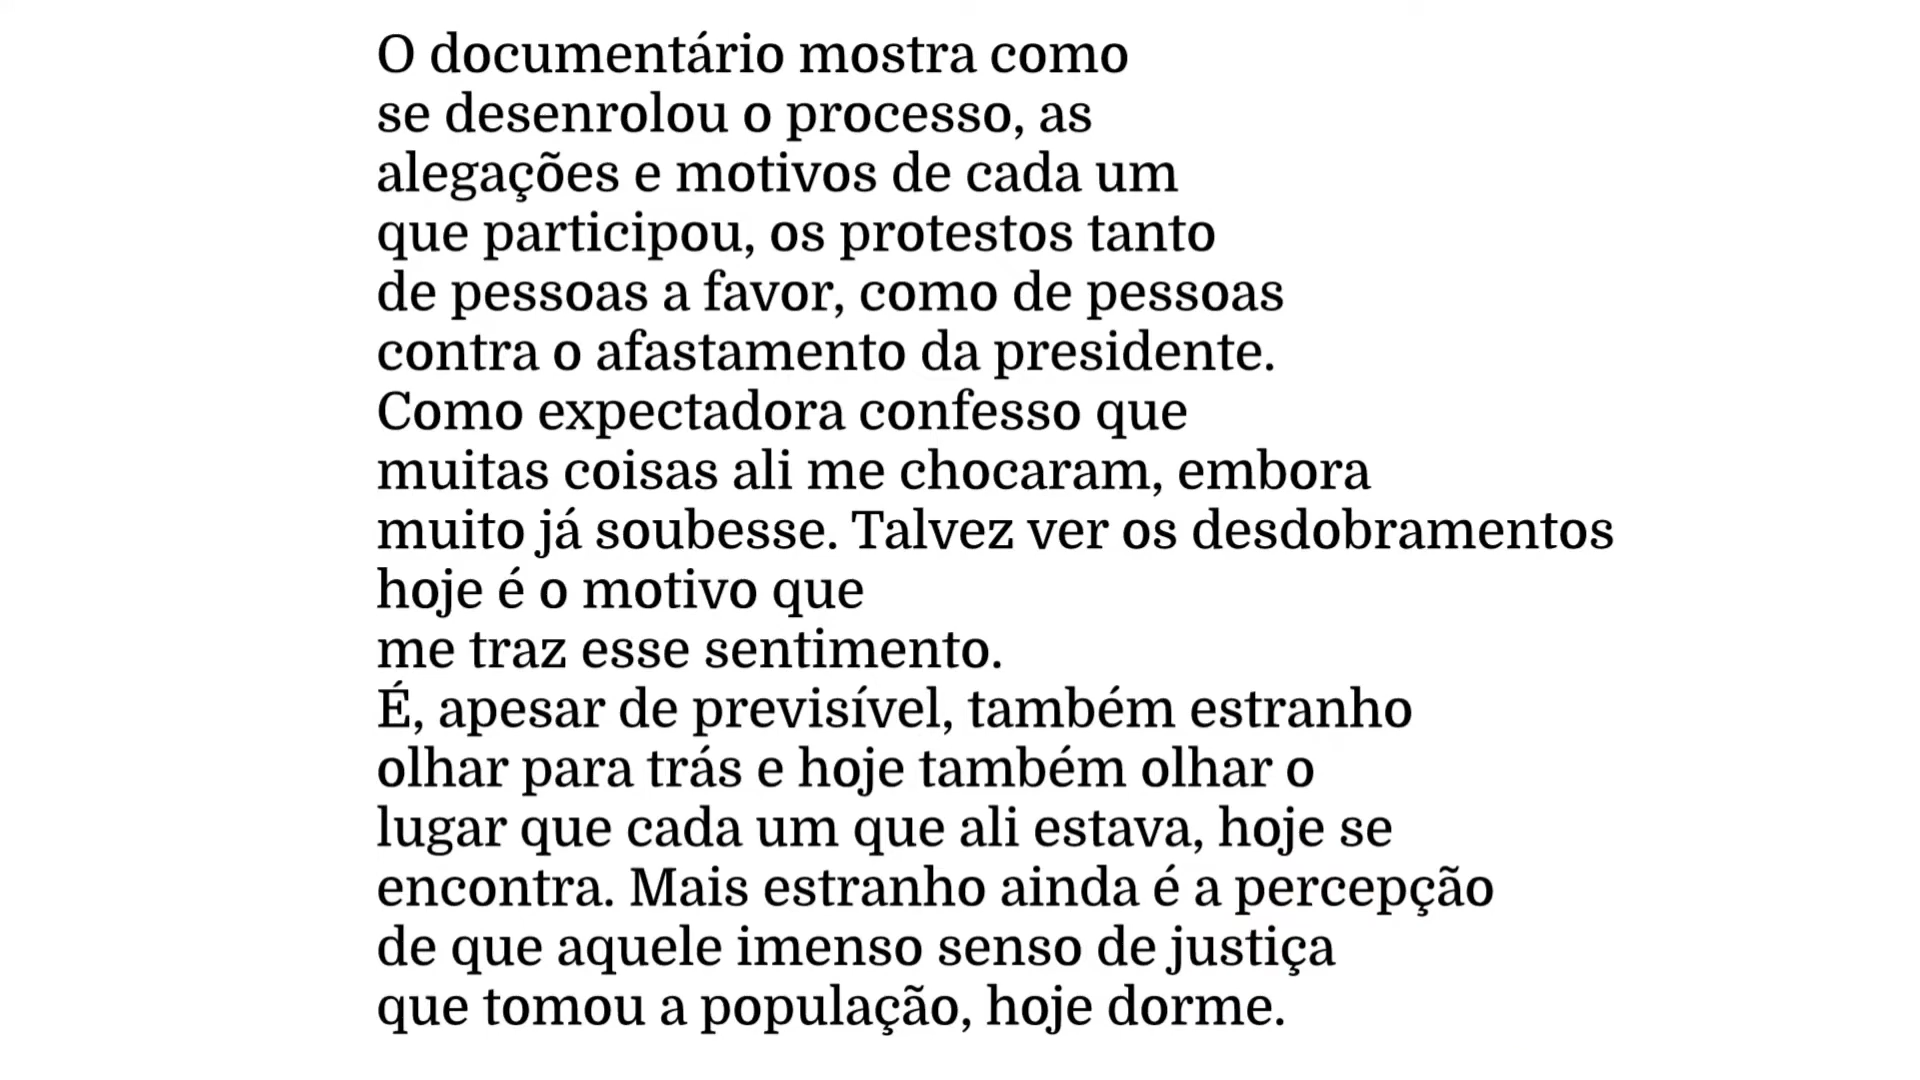 O documentário mostra como
se desenrolou o processo, as
alegações e motivos de cada um
que participou, os protestos tanto
de pessoas a favor, como de pessoas
contra o afastamento da presidente.
Como expectadora confesso que
muitas coisas ali me chocaram, embora
muito já soubesse. Talvez ver os desdobramentos
hoje é o motivo que
me traz esse sentimento.
É, apesar de previsível, também estranho
olhar para trás e hoje também olhar o
lugar que cada um que ali estava, hoje se
encontra. Mais estranho ainda é a percepção
de que aquele imenso senso de justiça
que tomou a população, hoje dorme.